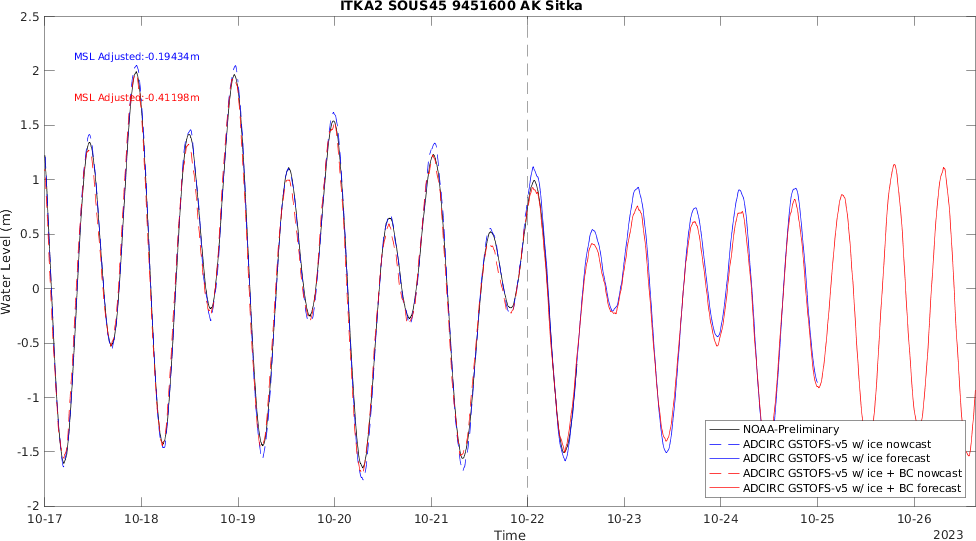 ITKA2 SOUS45 9451600 AK Sitka
2.5
2
1.5
1
0.5
0
-0.5
-1
-1.5
-2
Water Level (m)
MSL Adjusted:-0.19434m
MSL Adjusted:-0.41198m
NOAA-Preliminary
ADCIRC GSTOFS-v5 w/ ice nowcast
ADCIRC GSTOFS-v5 w/ ice forecast
ADCIRC GSTOFS-v5 w/ ice + BC nowcast
ADCIRC GSTOFS-v5 w/ ice + BC forecast
10-17 10-18 10-19 10-20 10-21 10-22 10-23 10-24 10-25 10-26
Time
2023